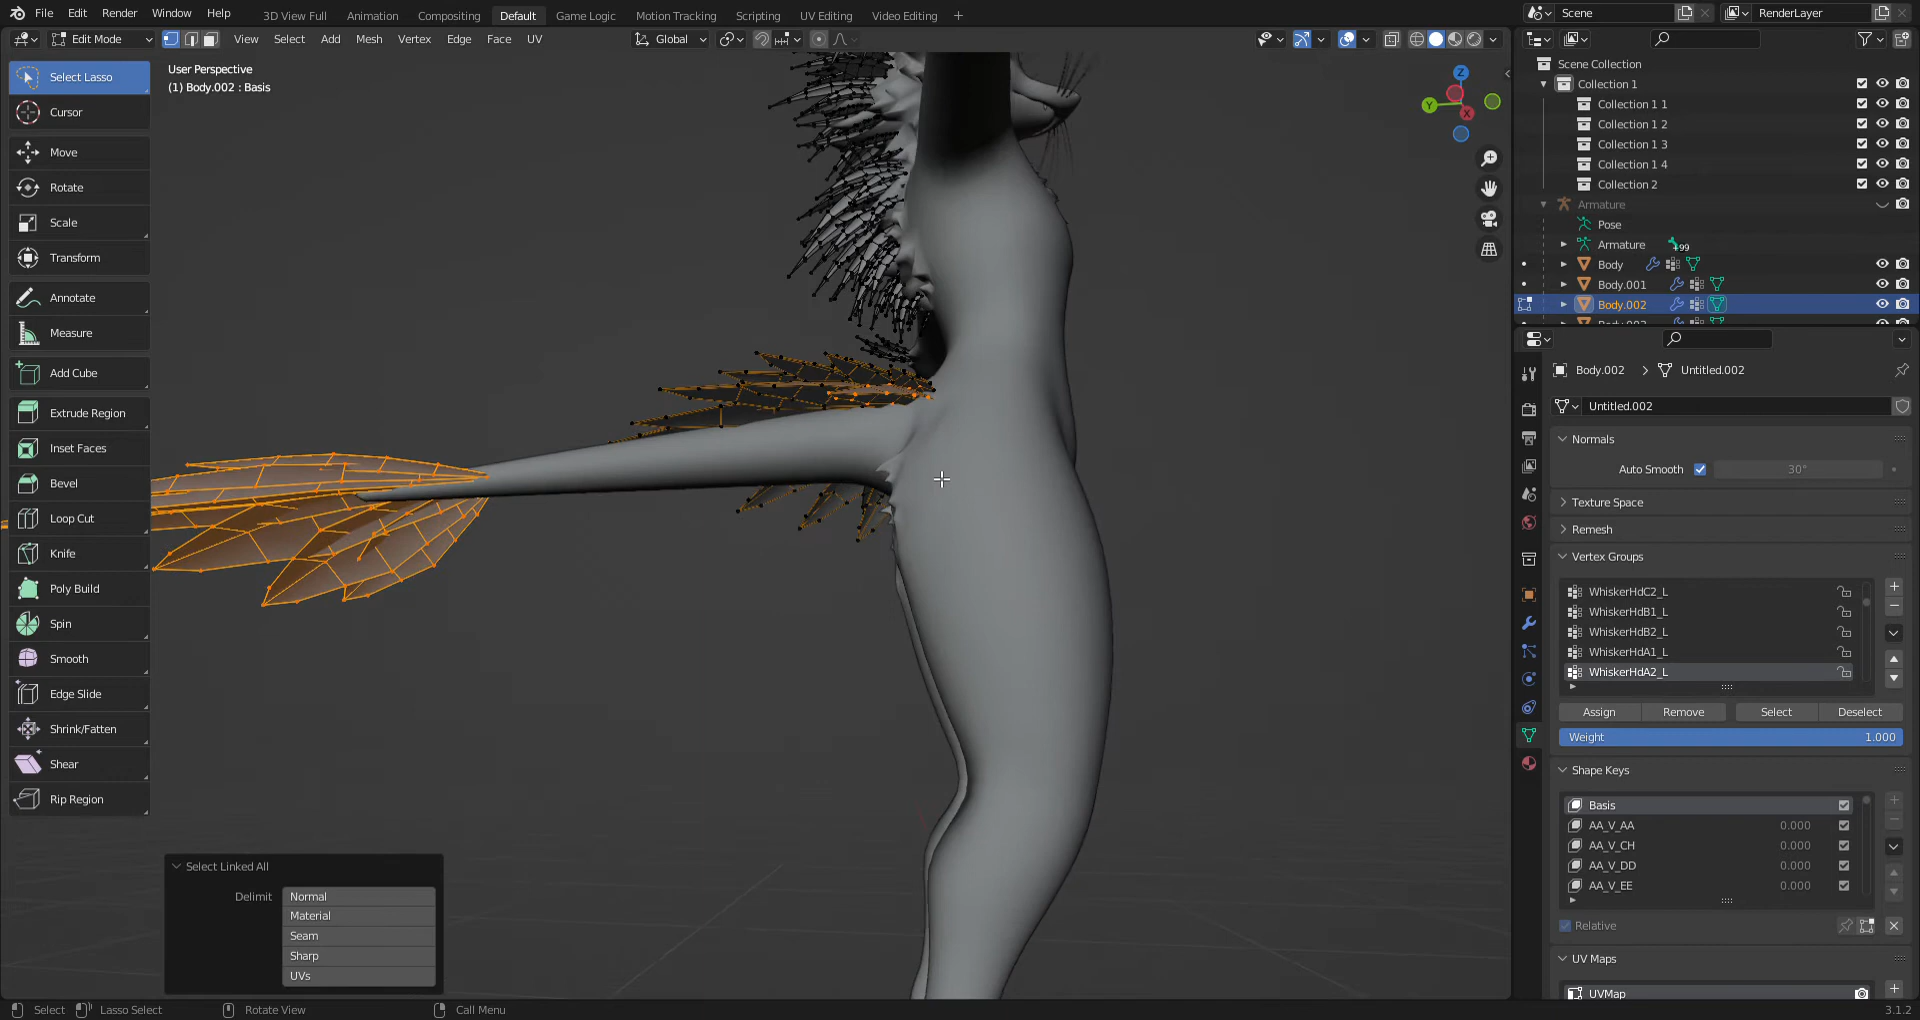 File Edit Render Window Help 3D View Full Animation Compositing Default Game Logic Motion Tracking Scripting UV Editing Video Editing + Scene RenderLayer
Edit Mode View Select Add Mesh Vertex Edge Face UV Global
Select Lasso
Cursor
Move
Rotate
Scale
Transform
Annotate
Measure
Add Cube
Extrude Region
Inset Faces
Bevel
Loop Cut
Knife
Poly Build
Spin
Smooth
Edge Slide
Shrink/Fatten
Shear
Rip Region
User Perspective
(1) Body.002 : Basis
Z
Y
X
Select Linked All
Delimit Normal
Material
Seam
Sharp
UVs
Scene Collection
Collection 1
Collection 1 1
Collection 1 2
Collection 1 3
Collection 1 4
Collection 2
Armature
Pose
Armature 99
Body
Body.001
Body.002
Body.002 > Untitled.002
Untitled.002
Normals
Auto Smooth 30°
Texture Space
Remesh
Vertex Groups
WhiskerHdC2_L
WhiskerHdB1_L
WhiskerHdB2_L
WhiskerHdA1_L
WhiskerHdA2_L
Assign Remove Select Deselect
Weight 1.000
Shape Keys
Basis
AA_V_AA 0.000
AA_V_CH 0.000
AA_V_DD 0.000
AA_V_EE 0.000
Relative
UV Maps
UVMap
Select Lasso Select Rotate View Call Menu 3.1.2